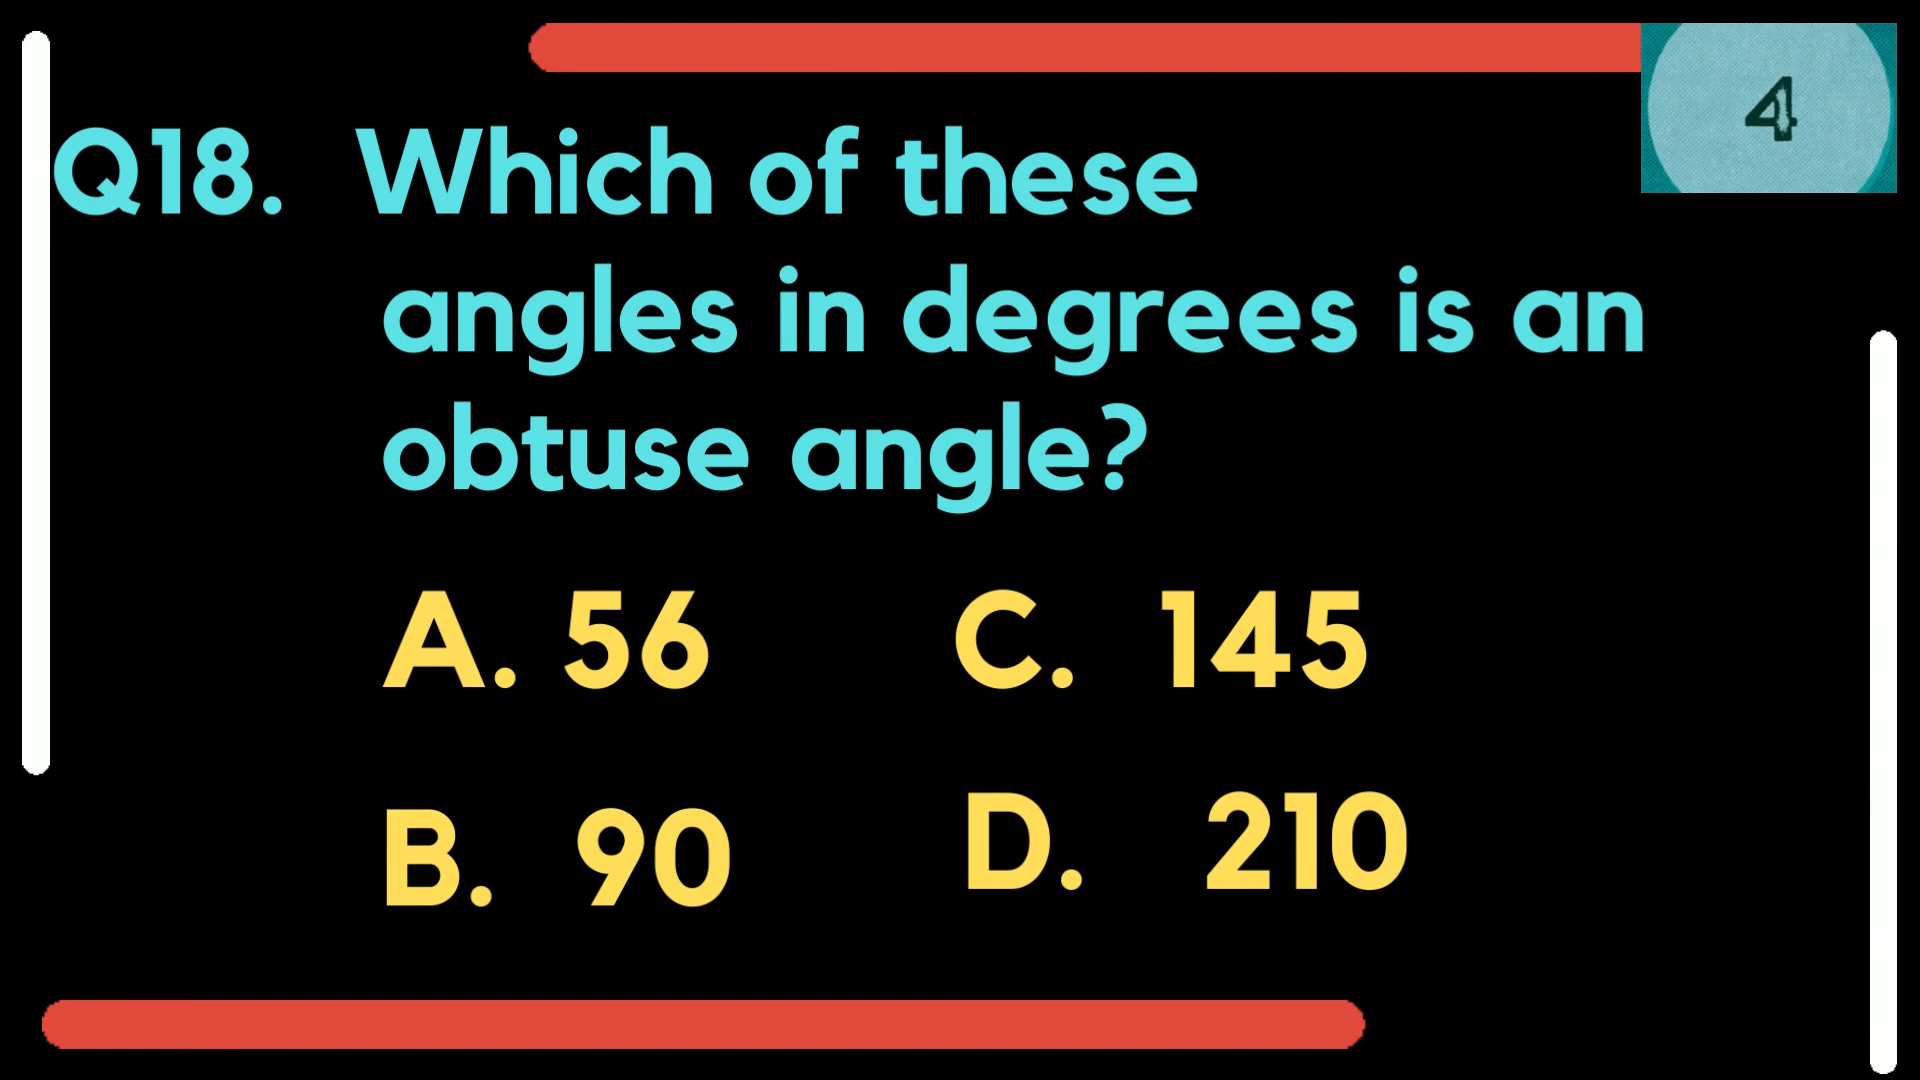 4
Q18. Which of these
angles in degrees is an
obtuse angle?
A. 56
C. 145
B. 90
D. 210